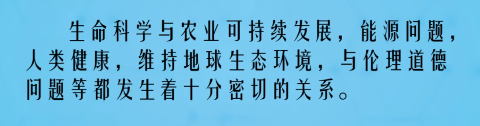 生命科学与农业可持续发展，能源问题，
人类健康，维持地球生态环境，与伦理道德
问题等都发生着十分密切的关系。